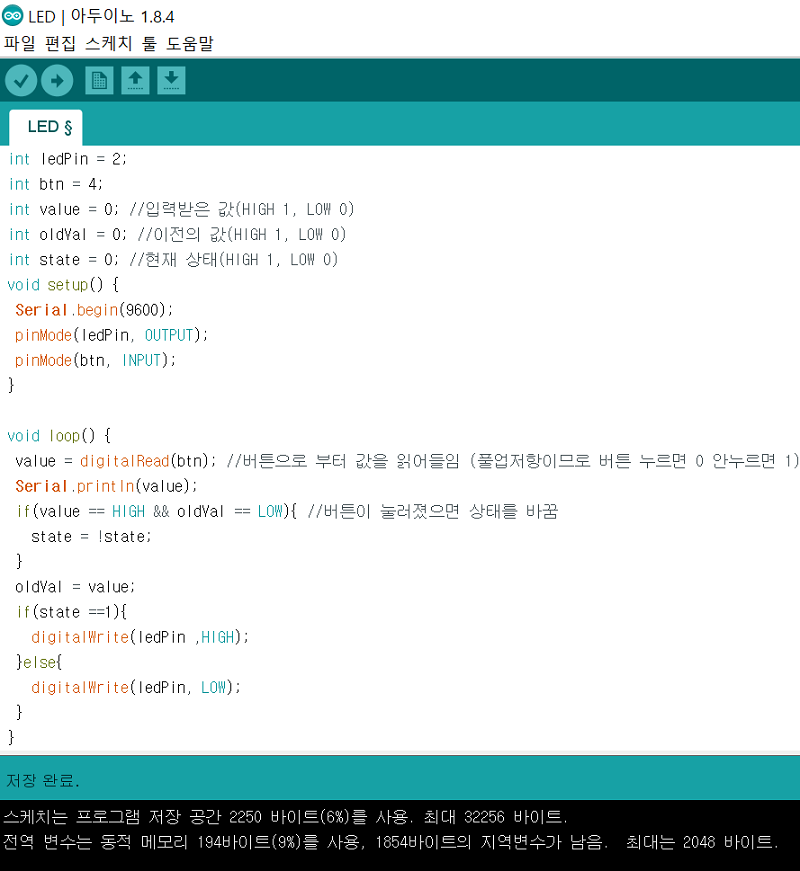 LED | 아두이노 1.8.4
파일 편집 스케치 툴 도움말
LED §
int ledPin = 2;
int btn = 4;
int value = 0; //입력받은 값(HIGH 1, LOW 0)
int oldVal = 0; //이전의 값(HIGH 1, LOW 0)
int state = 0; //현재 상태(HIGH 1, LOW 0)
void setup() {
Serial.begin(9600);
pinMode(ledPin, OUTPUT);
pinMode(btn, INPUT);
}
void loop() {
value = digitalRead(btn); //버튼으로 부터 값을 읽어들임 (풀업저항이므로 버튼 누르면 0 안누르면 1)
Serial.println(value);
if(value == HIGH && oldVal == LOW){ //버튼이 눌러졌으면 상태를 바꿈
state = !state;
}
oldVal = value;
if(state ==1){
digitalWrite(ledPin ,HIGH);
}else{
digitalWrite(ledPin, LOW);
}
}
저장 완료.
스케치는 프로그램 저장 공간 2250 바이트(6%)를 사용. 최대 32256 바이트.
전역 변수는 동적 메모리 194바이트(9%)를 사용, 1854바이트의 지역변수가 남음. 최대는 2048 바이트.